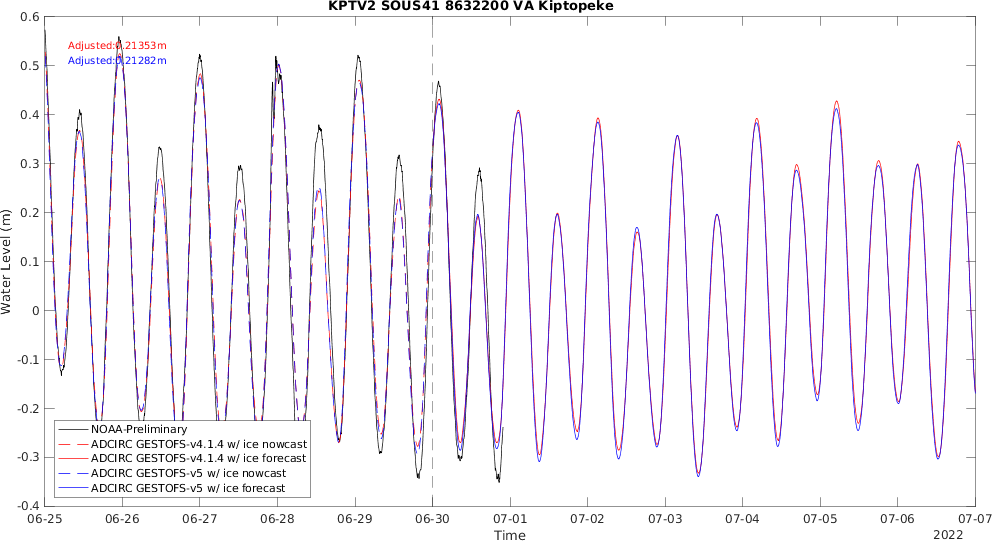 KPTV2 SOUS41 8632200 VA Kiptopeke
Adjusted:0.21353m
Adjusted:0.21282m
0.6
0.5
0.4
0.3
0.2
0.1
0
-0.1
-0.2
-0.3
-0.4
Water Level (m)
NOAA-Preliminary
ADCIRC GESTOFS-v4.1.4 w/ ice nowcast
ADCIRC GESTOFS-v4.1.4 w/ ice forecast
ADCIRC GESTOFS-v5 w/ ice nowcast
ADCIRC GESTOFS-v5 w/ ice forecast
06-25 06-26 06-27 06-28 06-29 06-30 07-01 07-02 07-03 07-04 07-05 07-06 07-07
Time
2022